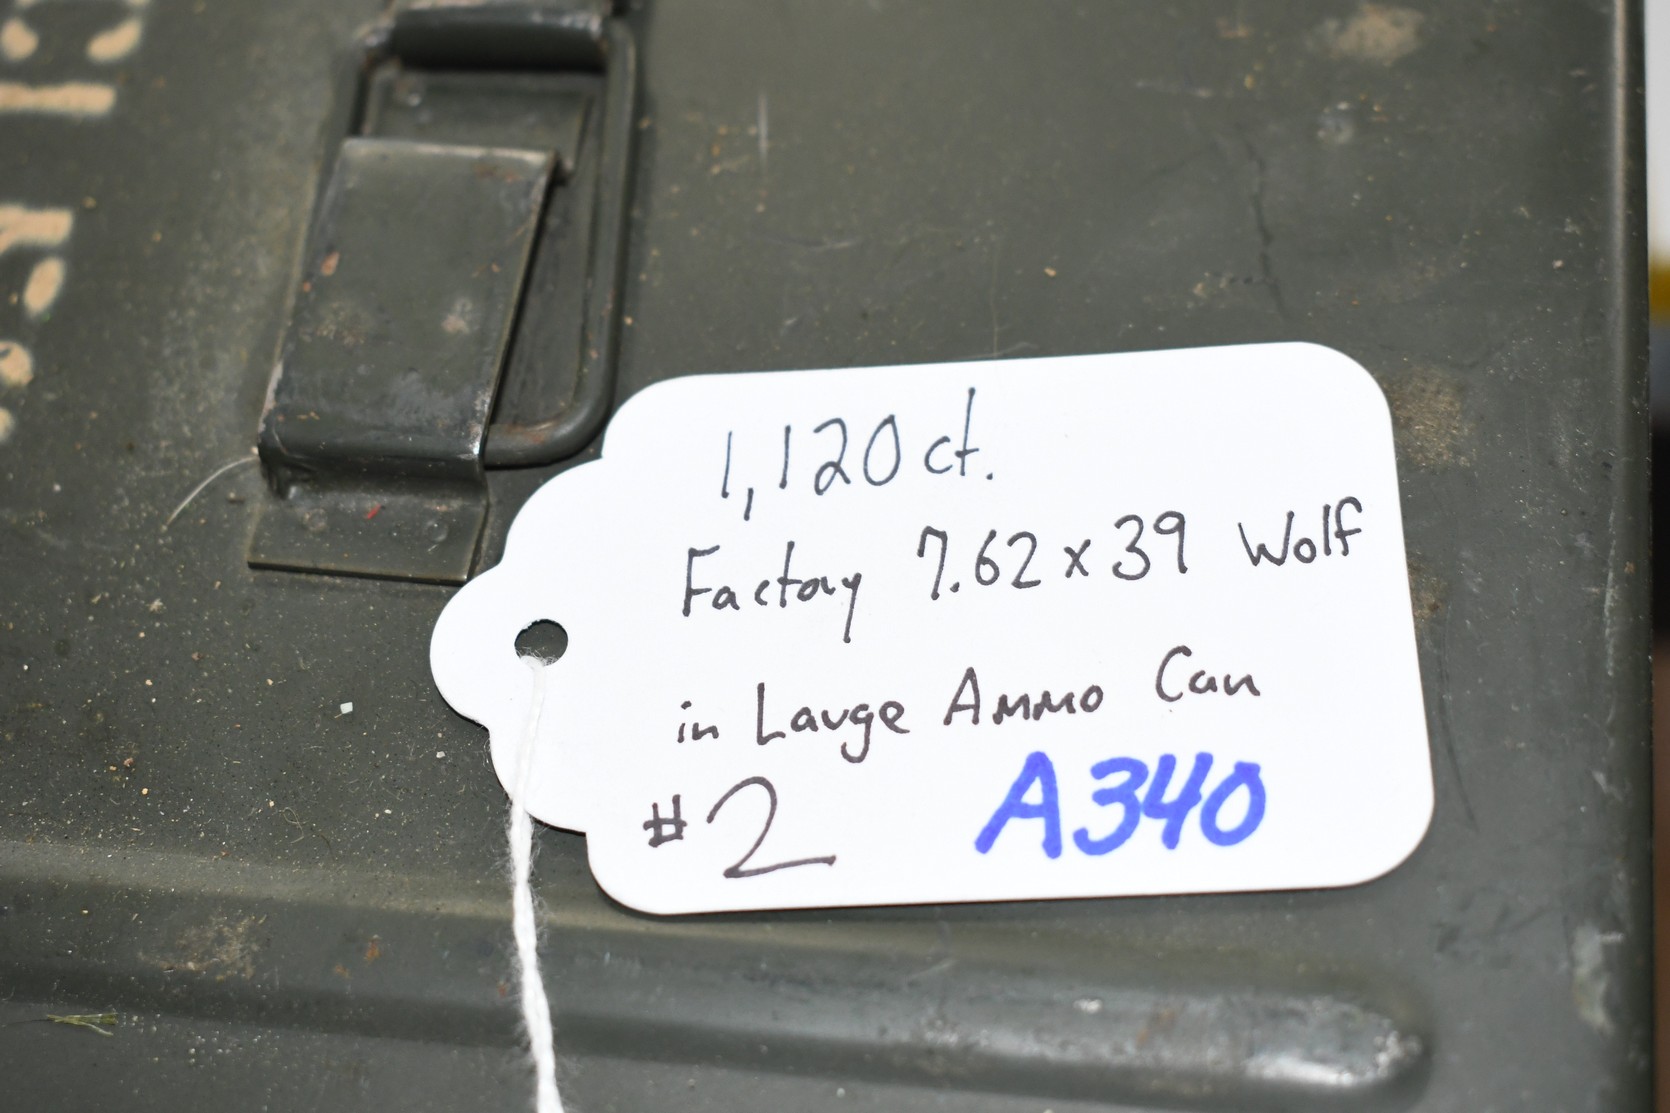 1,120 ct.
Factory 7.62 x 39 Wolf
in Large Ammo Can
#2 A340